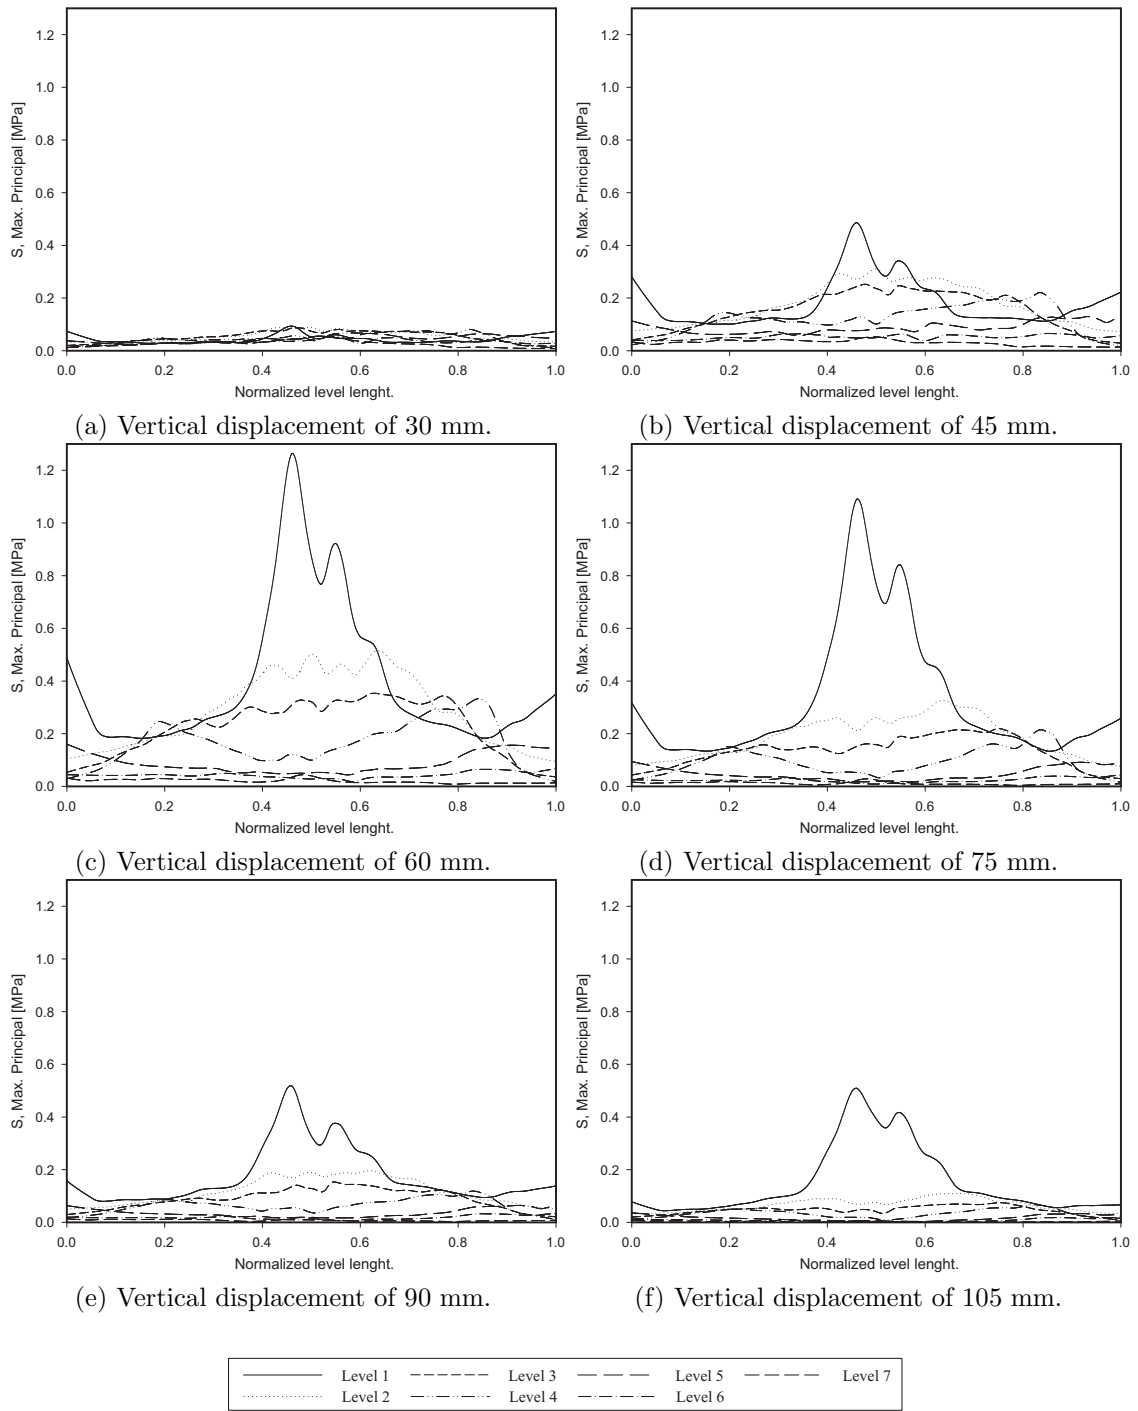 1.2
1.0
0.8
0.6
0.4
0.2
0.0
S, Max. Principal [MPa]
0.0 0.2 0.4 0.6 0.8 1.0
Normalized level lenght.
(a) Vertical displacement of 30 mm.
1.2
1.0
0.8
0.6
0.4
0.2
0.0
S, Max. Principal [MPa]
0.0 0.2 0.4 0.6 0.8 1.0
Normalized level lenght.
(b) Vertical displacement of 45 mm.
1.2
1.0
0.8
0.6
0.4
0.2
0.0
S, Max. Principal [MPa]
0.0 0.2 0.4 0.6 0.8 1.0
Normalized level lenght.
(c) Vertical displacement of 60 mm.
1.2
1.0
0.8
0.6
0.4
0.2
0.0
S, Max. Principal [MPa]
0.0 0.2 0.4 0.6 0.8 1.0
Normalized level lenght.
(d) Vertical displacement of 75 mm.
1.2
1.0
0.8
0.6
0.4
0.2
0.0
S, Max. Principal [MPa]
0.0 0.2 0.4 0.6 0.8 1.0
Normalized level lenght.
(e) Vertical displacement of 90 mm.
1.2
1.0
0.8
0.6
0.4
0.2
0.0
S, Max. Principal [MPa]
0.0 0.2 0.4 0.6 0.8 1.0
Normalized level lenght.
(f) Vertical displacement of 105 mm.
Level 1 Level 3 Level 5 Level 7
Level 2 Level 4 Level 6